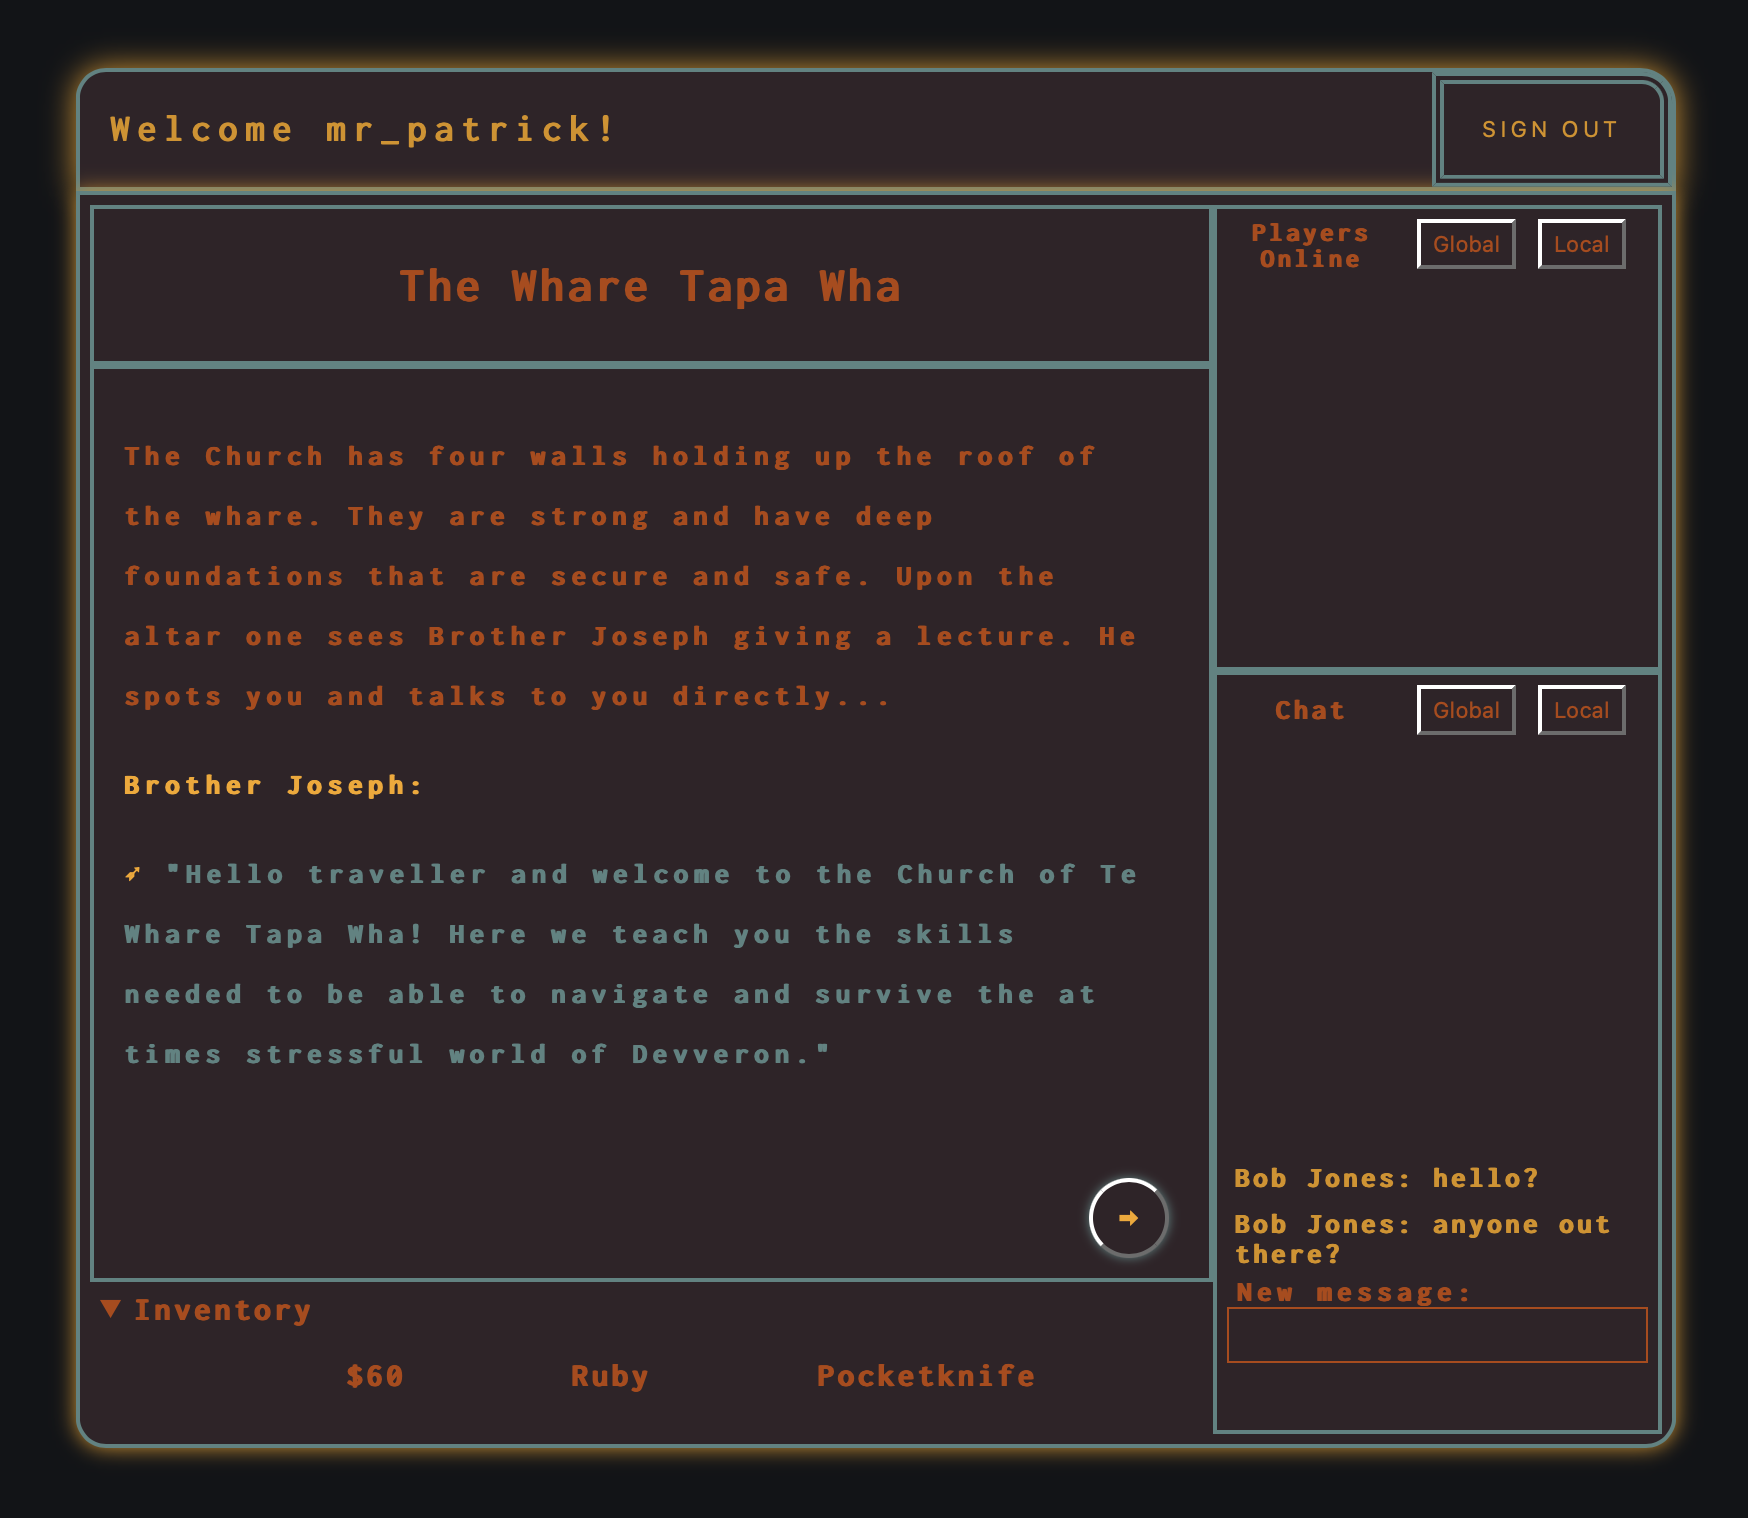 Welcome mr_patrick!
SIGN OUT
The Whare Tapa Wha
The Church has four walls holding up the roof of
the whare. They are strong and have deep
foundations that are secure and safe. Upon the
altar one sees Brother Joseph giving a lecture. He
spots you and talks to you directly...
Brother Joseph:
➶ "Hello traveller and welcome to the Church of Te
Whare Tapa Wha! Here we teach you the skills
needed to be able to navigate and survive the at
times stressful world of Devveron."
➡
▼ Inventory
$60 Ruby Pocketknife
Players
Online
Global Local
Chat Global Local
Bob Jones: hello?
Bob Jones: anyone out
there?
New message: